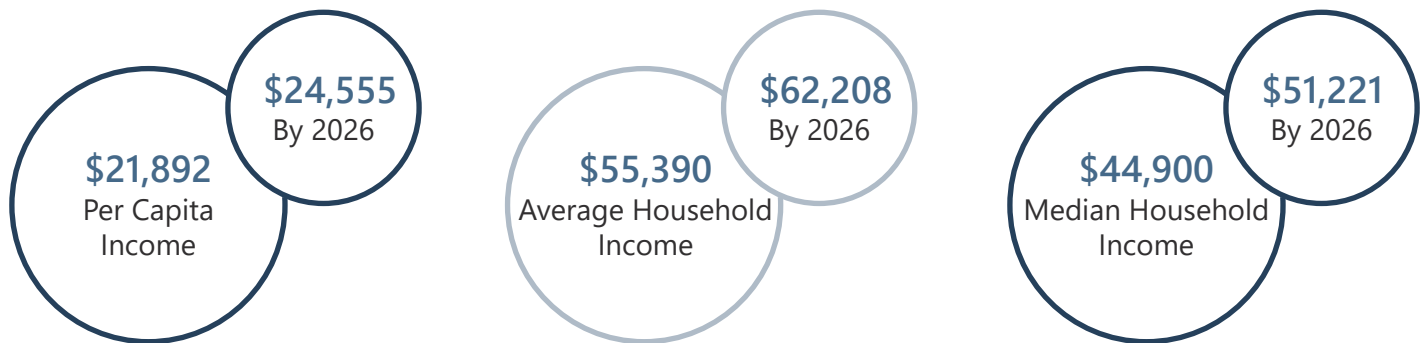 $24,555
By 2026
$21,892
Per Capita
Income
$62,208
By 2026
$55,390
Average Household
Income
$51,221
By 2026
$44,900
Median Household
Income